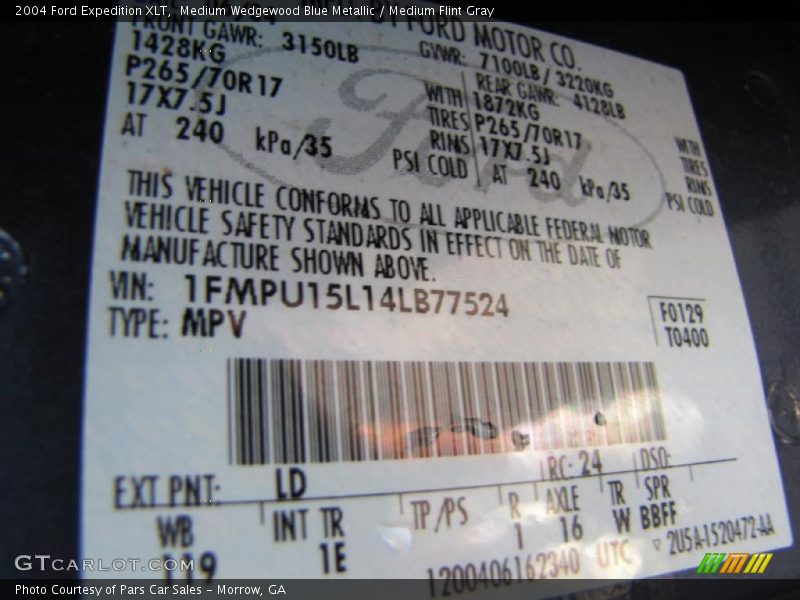 2004 Ford Expedition XLT, Medium Wedgewood Blue Metallic / Medium Flint Gray
FORD MOTOR CO.
FRONT GAWR: 3150LB GVWR: 7100LB / 3220KG
1428KG REAR GAWR: 4128LB
P265/70R17 WITH 1872KG WITH
17X7.5J TIRES P265/70R17 TIRES
RIMS 17X7.5J RIMS
AT 240 kPa/35 PSI COLD AT 240 kPa/35 PSI COLD
Ford
THIS VEHICLE CONFORMS TO ALL APPLICABLE FEDERAL MOTOR
VEHICLE SAFETY STANDARDS IN EFFECT ON THE DATE OF
MANUFACTURE SHOWN ABOVE.
VIN: 1FMPU15L14LB77524
TYPE: MPV
F0129
T0400
EXT PNT: LD RC: 24 DSO:
WB INT TR TP/PS R AXLE TR SPR
119 1E 1 16 W BBFF
1200406162340 UTC 2U5A-1520472-AA
GTCARLOT.COM
Photo Courtesy of Pars Car Sales - Morrow, GA